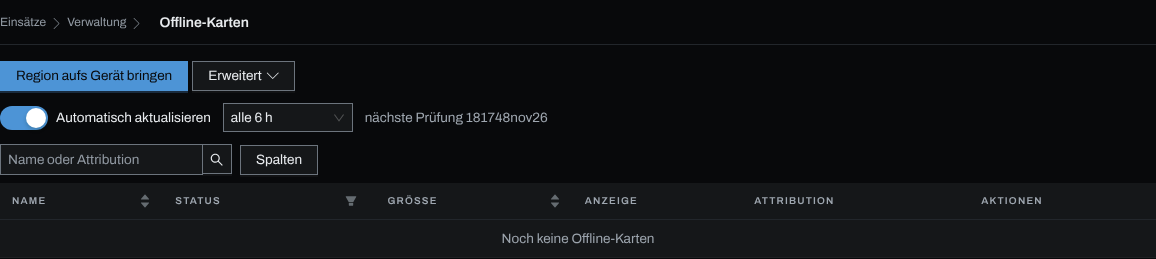 Einsätze > Verwaltung > Offline-Karten
Region aufs Gerät bringen Erweitert
Automatisch aktualisieren alle 6 h nächste Prüfung 181748nov26
Name oder Attribution Spalten
NAME STATUS GRÖSSE ANZEIGE ATTRIBUTION AKTIONEN
Noch keine Offline-Karten